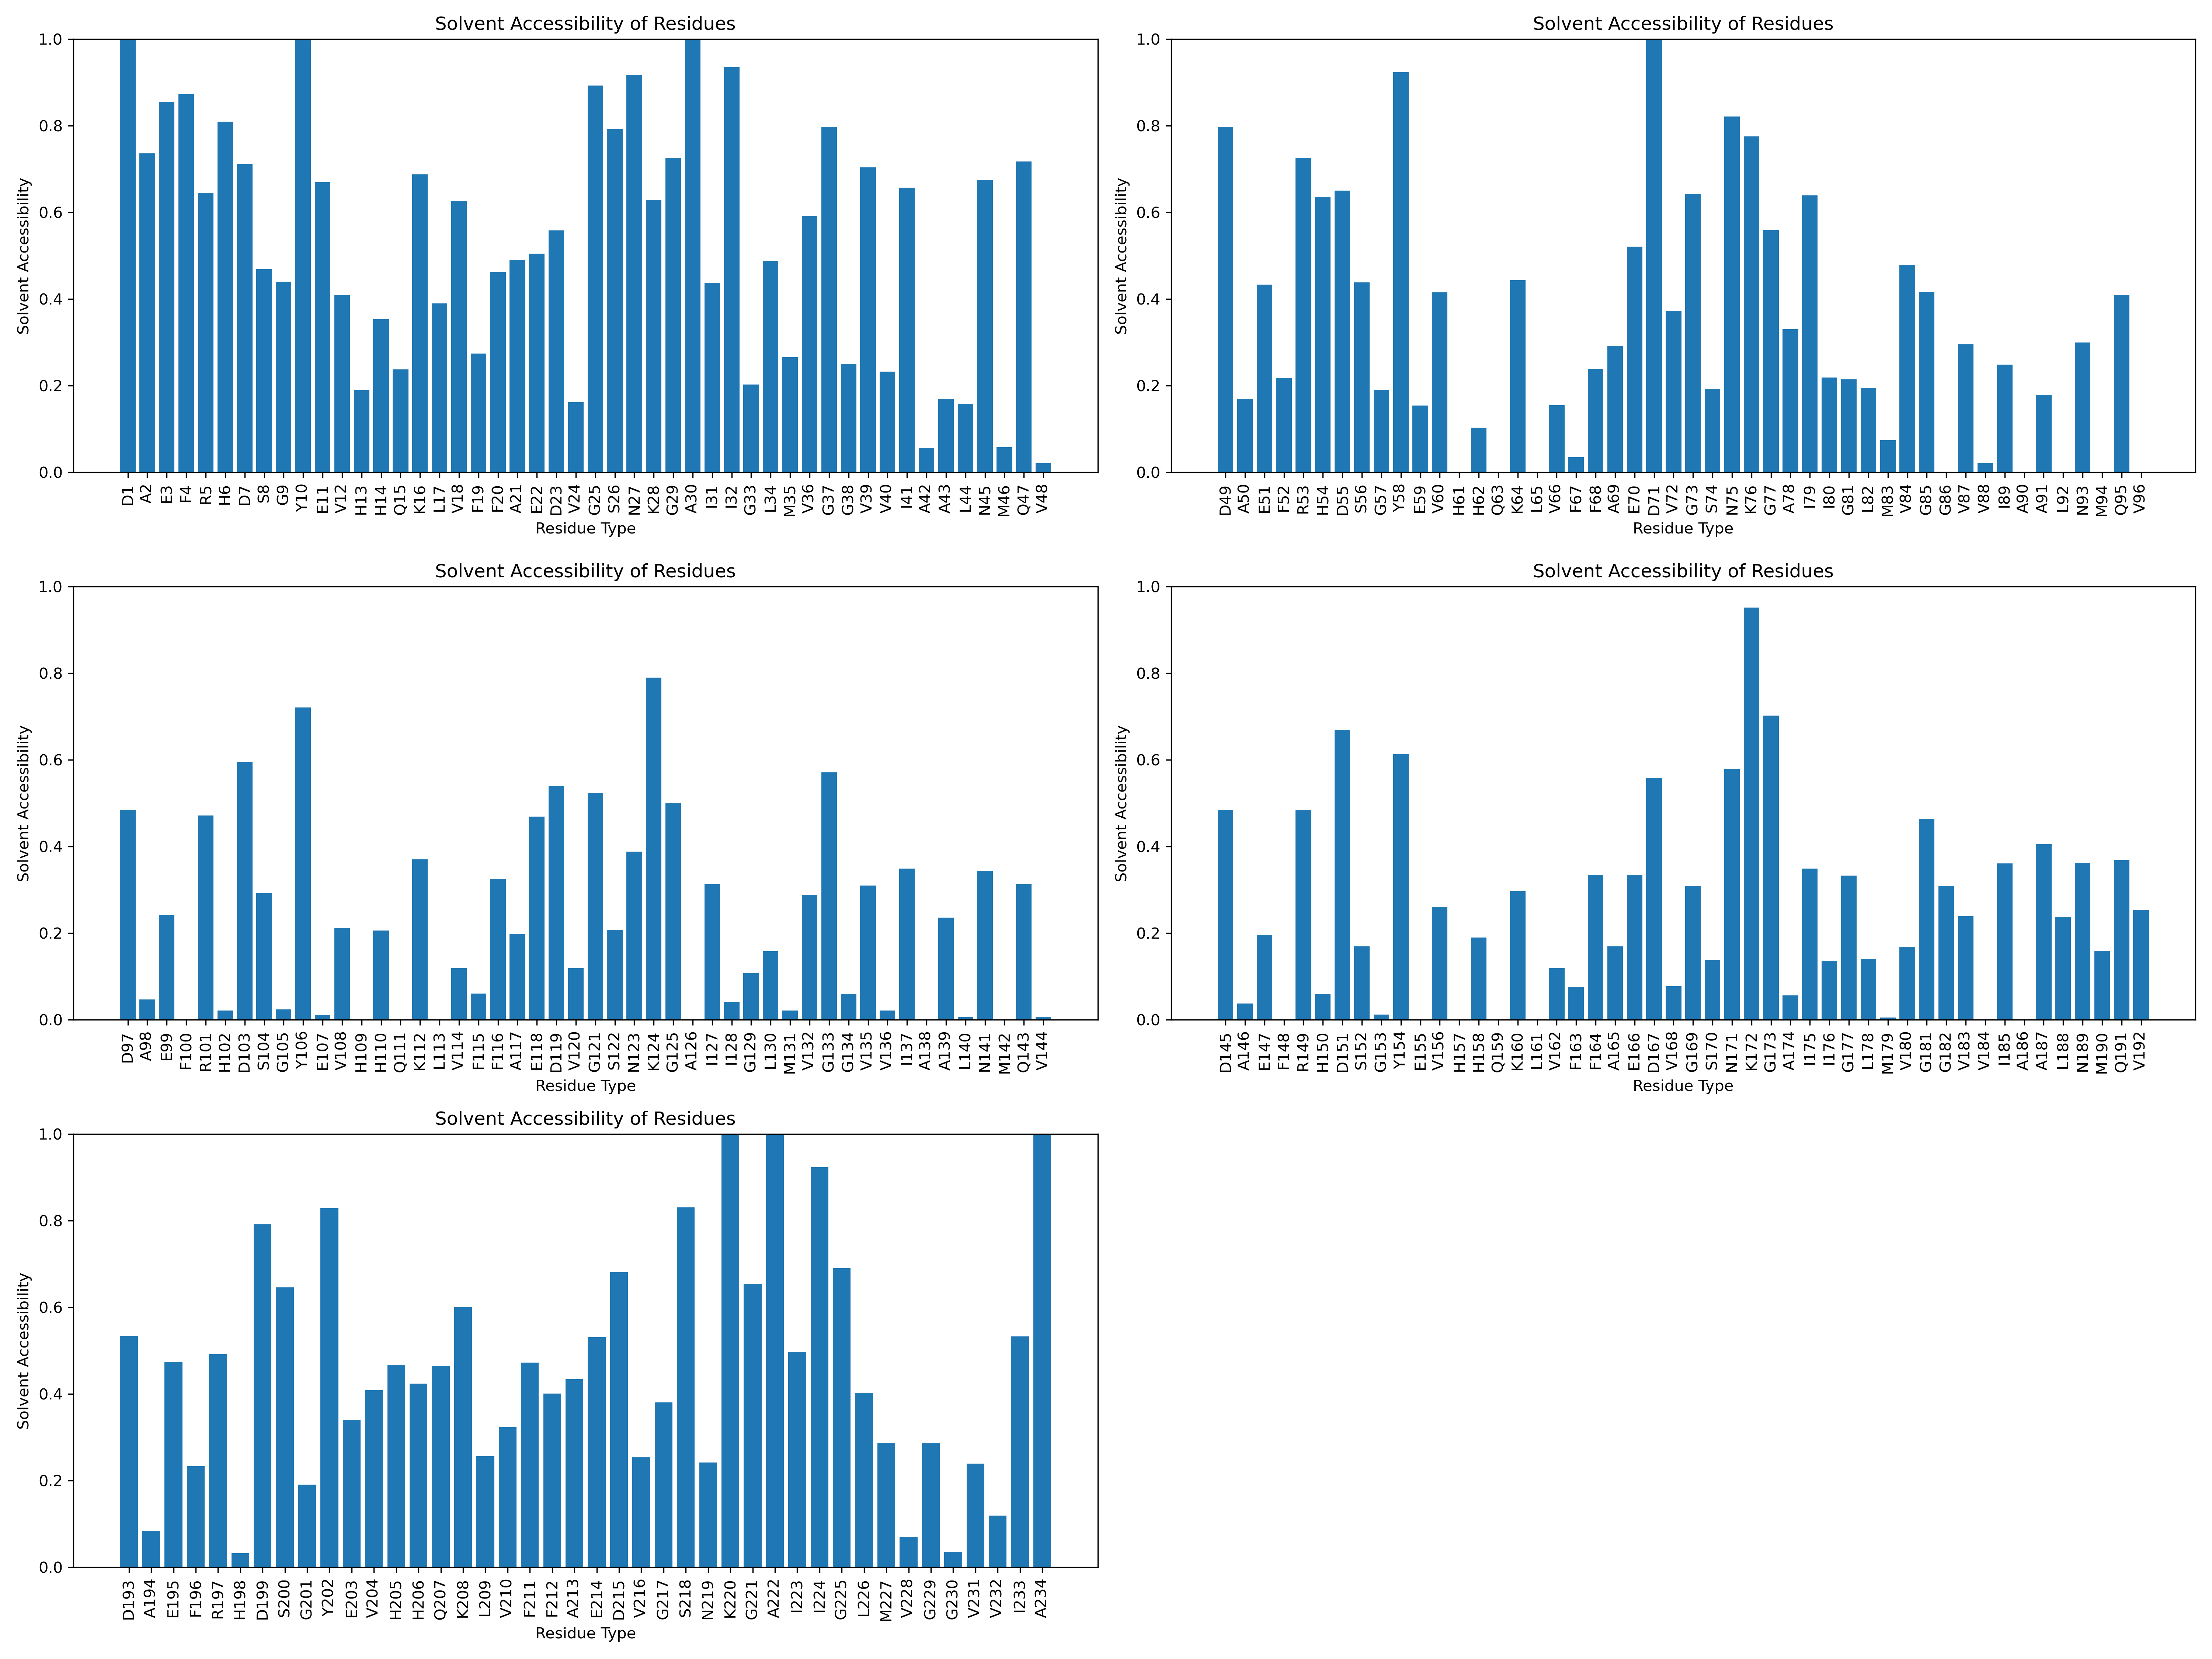 Solvent Accessibility of Residues
Solvent Accessibility
1.0
0.8
0.6
0.4
0.2
0.0
D1 A2 E3 F4 R5 H6 D7 S8 G9 Y10 E11 V12 H13 H14 Q15 K16 L17 V18 F19 F20 A21 E22 D23 V24 G25 S26 N27 K28 G29 A30 I31 I32 G33 L34 M35 V36 G37 G38 V39 V40 I41 A42 A43 L44 N45 M46 Q47 V48
Residue Type
Solvent Accessibility of Residues
Solvent Accessibility
1.0
0.8
0.6
0.4
0.2
0.0
D49 A50 E51 F52 R53 H54 D55 S56 G57 Y58 E59 V60 H61 H62 Q63 K64 L65 V66 F67 F68 A69 E70 D71 V72 G73 S74 N75 K76 G77 A78 I79 I80 G81 L82 M83 V84 G85 G86 V87 V88 I89 A90 A91 L92 N93 M94 Q95 V96
Residue Type
Solvent Accessibility of Residues
Solvent Accessibility
1.0
0.8
0.6
0.4
0.2
0.0
D97 A98 E99 F100 R101 H102 D103 S104 G105 Y106 E107 V108 H109 H110 Q111 K112 L113 V114 F115 F116 A117 E118 D119 V120 G121 S122 N123 K124 G125 A126 I127 I128 G129 L130 M131 V132 G133 G134 V135 V136 I137 A138 A139 L140 N141 M142 Q143 V144
Residue Type
Solvent Accessibility of Residues
Solvent Accessibility
1.0
0.8
0.6
0.4
0.2
0.0
D145 A146 E147 F148 R149 H150 D151 S152 G153 Y154 E155 V156 H157 H158 Q159 K160 L161 V162 F163 F164 A165 E166 D167 V168 G169 S170 N171 K172 G173 A174 I175 I176 G177 L178 M179 V180 G181 G182 V183 V184 I185 A186 A187 L188 N189 M190 Q191 V192
Residue Type
Solvent Accessibility of Residues
Solvent Accessibility
1.0
0.8
0.6
0.4
0.2
0.0
D193 A194 E195 F196 R197 H198 D199 S200 G201 Y202 E203 V204 H205 H206 Q207 K208 L209 V210 F211 F212 A213 E214 D215 V216 G217 S218 N219 K220 G221 A222 I223 I224 G225 L226 M227 V228 G229 G230 V231 V232 I233 A234
Residue Type